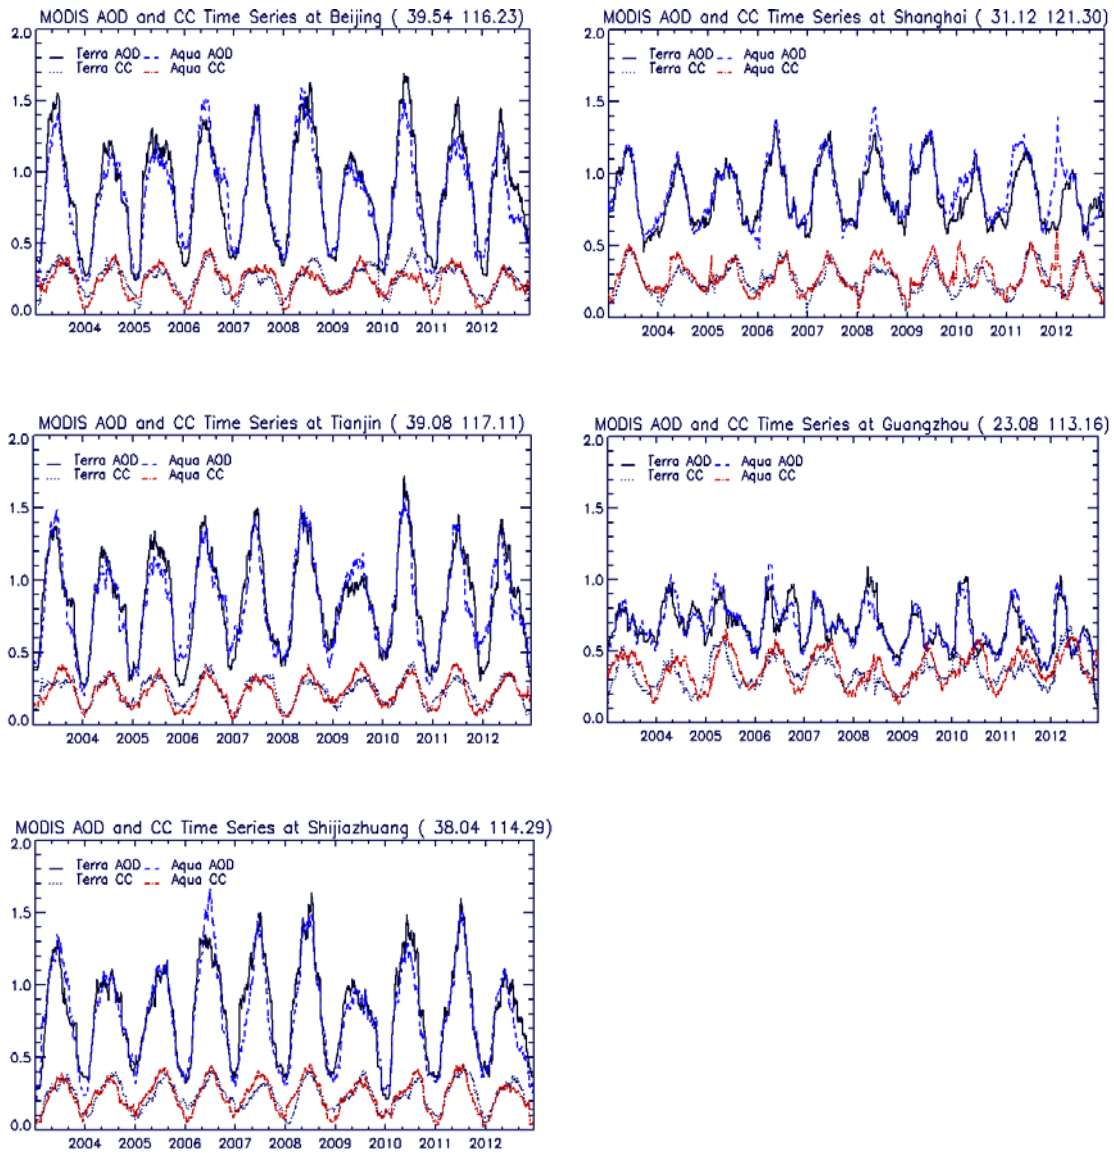 MODIS AOD and CC Time Series at Beijing ( 39.54 116.23)
2.0
1.5
1.0
0.5
0.0
Terra AOD Aqua AOD
Terra CC Aqua CC
2004 2005 2006 2007 2008 2009 2010 2011 2012
MODIS AOD and CC Time Series at Shanghai ( 31.12 121.30)
2.0
1.5
1.0
0.5
0.0
Terra AOD Aqua AOD
Terra CC Aqua CC
2004 2005 2006 2007 2008 2009 2010 2011 2012
MODIS AOD and CC Time Series at Tianjin ( 39.08 117.11)
2.0
1.5
1.0
0.5
0.0
Terra AOD Aqua AOD
Terra CC Aqua CC
2004 2005 2006 2007 2008 2009 2010 2011 2012
MODIS AOD and CC Time Series at Guangzhou ( 23.08 113.16)
2.0
1.5
1.0
0.5
0.0
Terra AOD Aqua AOD
Terra CC Aqua CC
2004 2005 2006 2007 2008 2009 2010 2011 2012
MODIS AOD and CC Time Series at Shijiazhuang ( 38.04 114.29)
2.0
1.5
1.0
0.5
0.0
Terra AOD Aqua AOD
Terra CC Aqua CC
2004 2005 2006 2007 2008 2009 2010 2011 2012